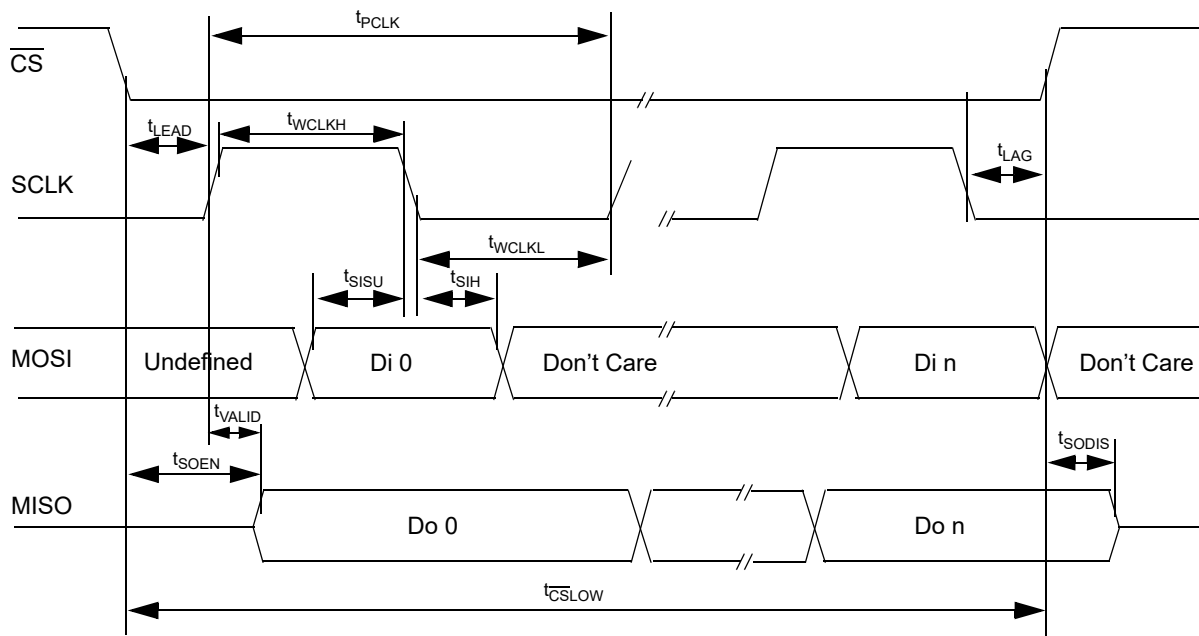 tPCLK
CS
tLEAD
tWCLKH
tLAG
SCLK
tWCLKL
tSISU
tSIH
MOSI
Undefined
Di 0
Don't Care
Di n
Don't Care
tVALID
tSOEN
tSODIS
MISO
Do 0
Do n
tCSLOW